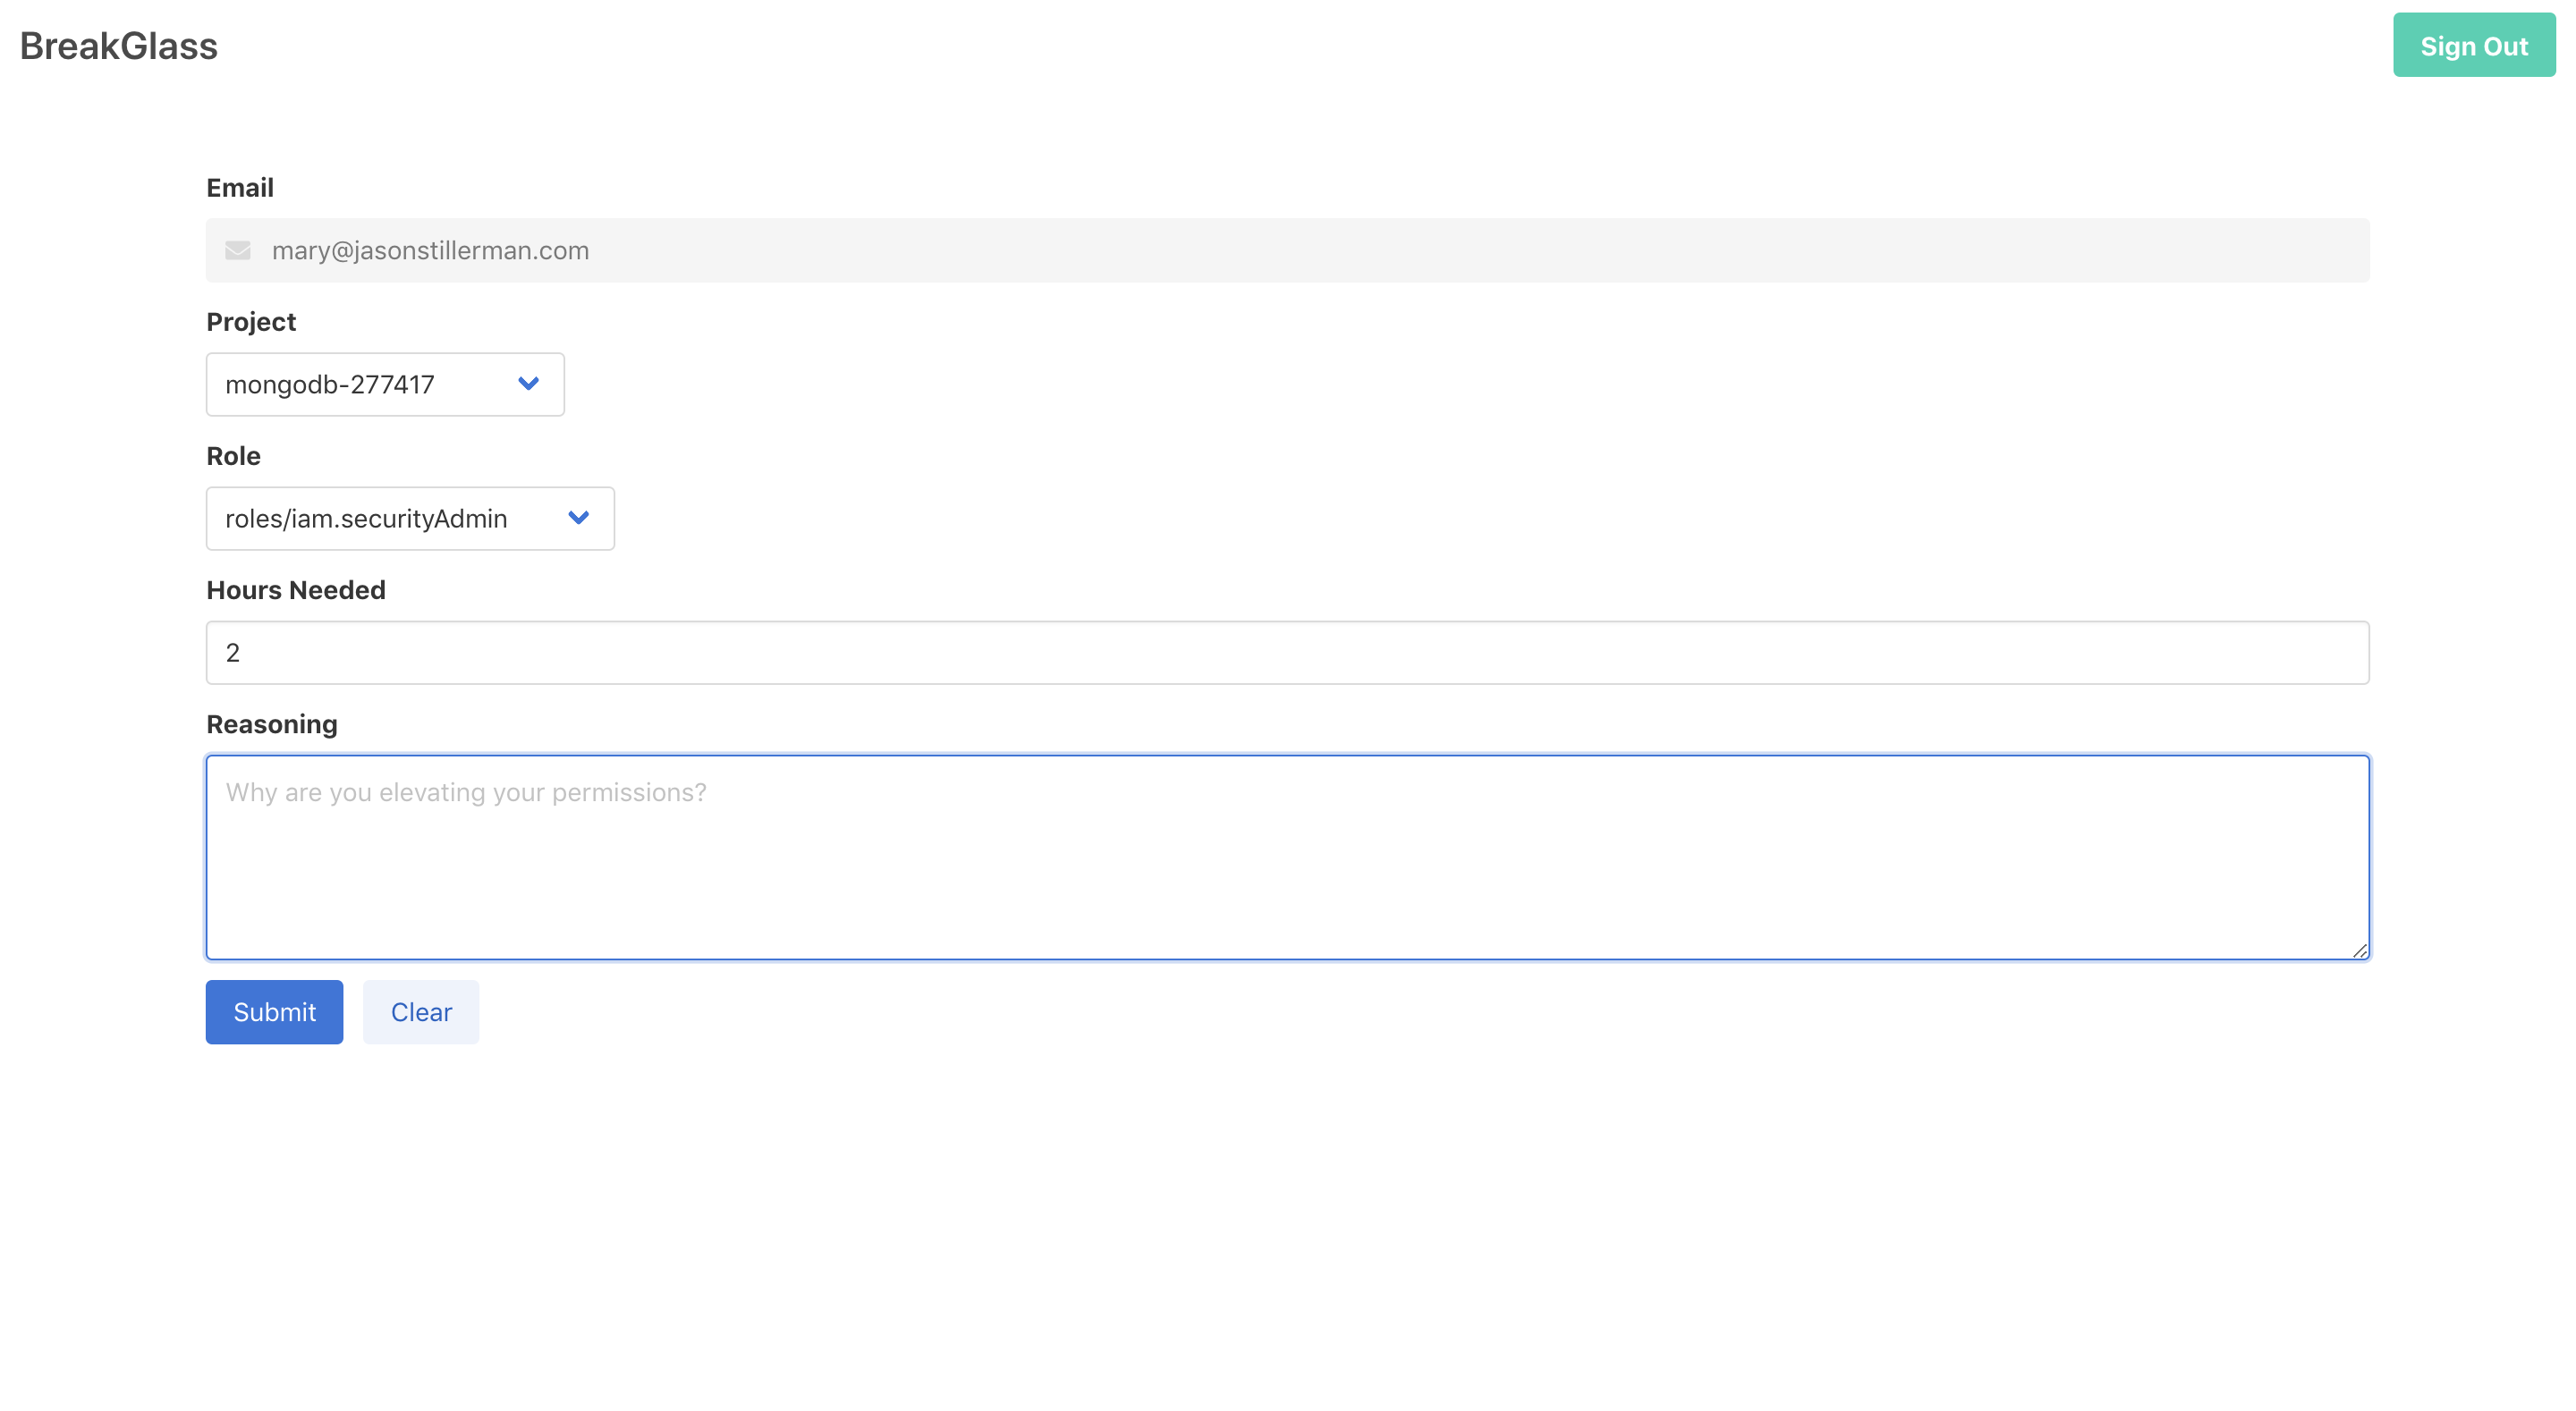 BreakGlass
Sign Out
Email
mary@jasonstillerman.com
Project
mongodb-277417
Role
roles/iam.securityAdmin
Hours Needed
2
Reasoning
Why are you elevating your permissions?
Submit
Clear